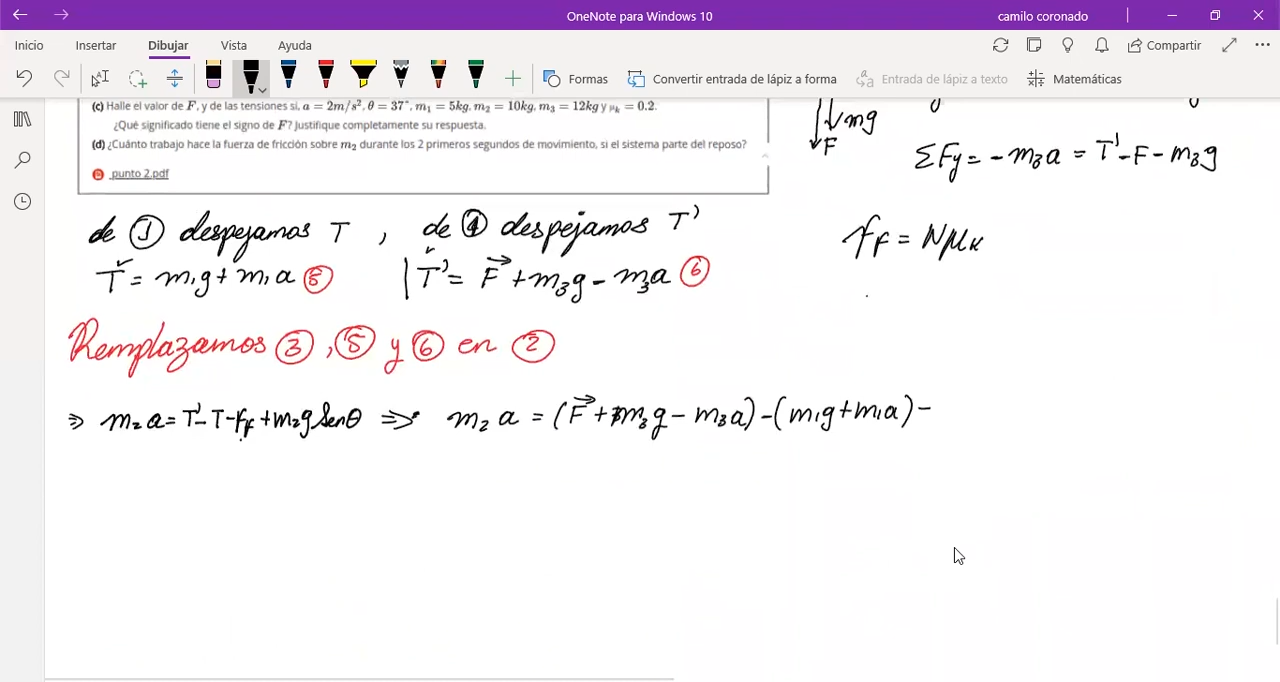 OneNote para Windows 10
camilo coronado
Inicio Insertar Dibujar Vista Ayuda
Compartir
Formas Convertir entrada de lápiz a forma Entrada de lápiz a texto Matemáticas
(c) Halle el valor de F, y de las tensiones si, a = 2m/s², θ = 37°, m₁ = 5kg, m₂ = 10kg, m₃ = 12kg y μₖ = 0.2.
¿Qué significado tiene el signo de F? Justifique completamente su respuesta.
(d) ¿Cuánto trabajo hace la fuerza de fricción sobre m₂ durante los 2 primeros segundos de movimiento, si el sistema parte del reposo?
punto 2.pdf
mg
F
ΣFy = -m₃a = T' - F - m₃g
de ① despejamos T , de ④ despejamos T'
T = m₁g + m₁a ⑤ | T' = F⃗ + m₃g - m₃a ⑥
fF = Nμk
Remplazamos ③ , ⑤ y ⑥ en ②
⇒ m₂a = T' - T - fF + m₂g Senθ ⇒ m₂a = (F⃗ + m₃g - m₃a) - (m₁g + m₁a) -